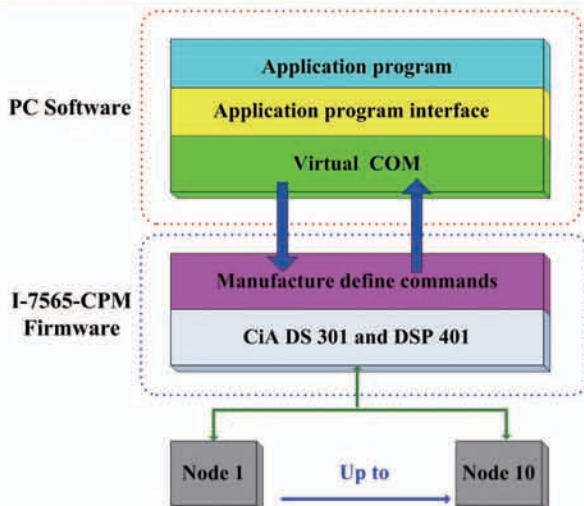 Application program
PC Software
Application program interface
Virtual COM
Manufacture define commands
I-7565-CPM
Firmware
CiA DS 301 and DSP 401
Node 1
Up to
Node 10